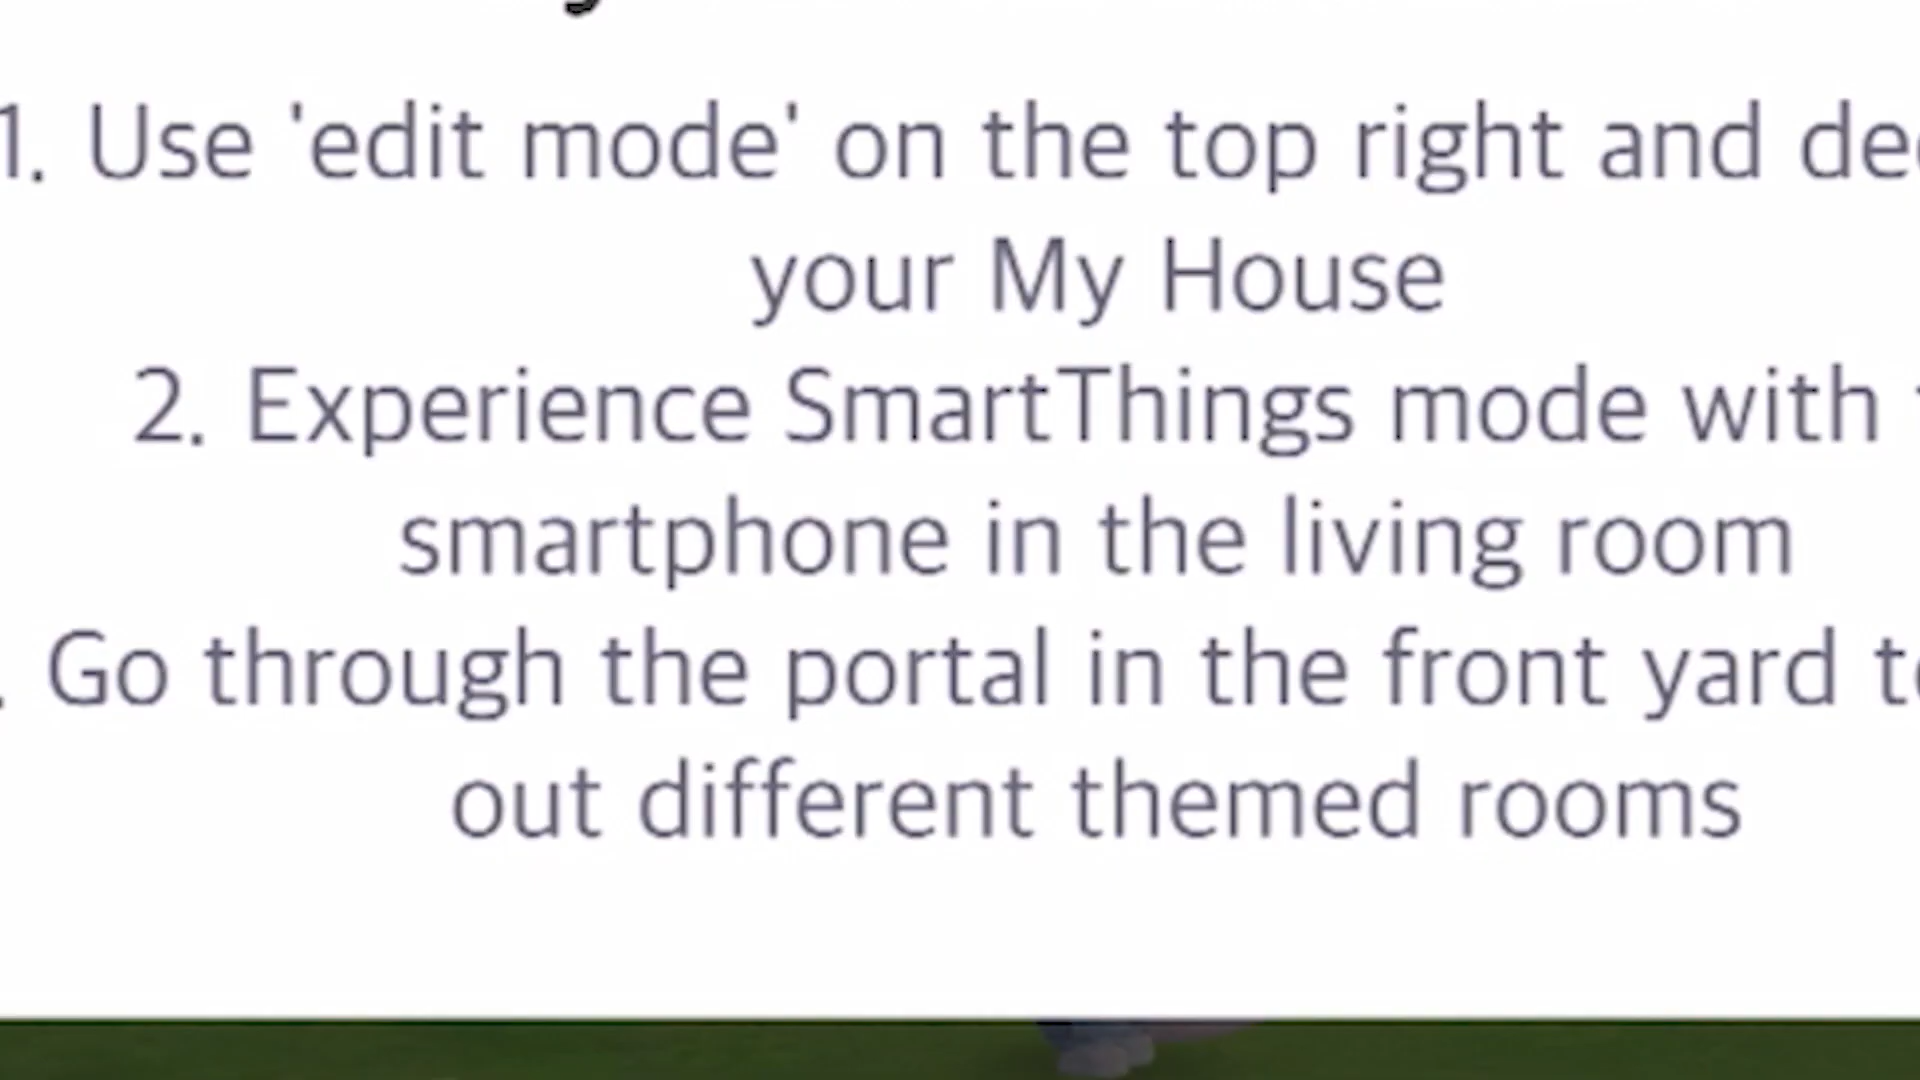 1. Use 'edit mode' on the top right and
your My House
2. Experience SmartThings mode with
smartphone in the living room
Go through the portal in the front yard
out different themed rooms